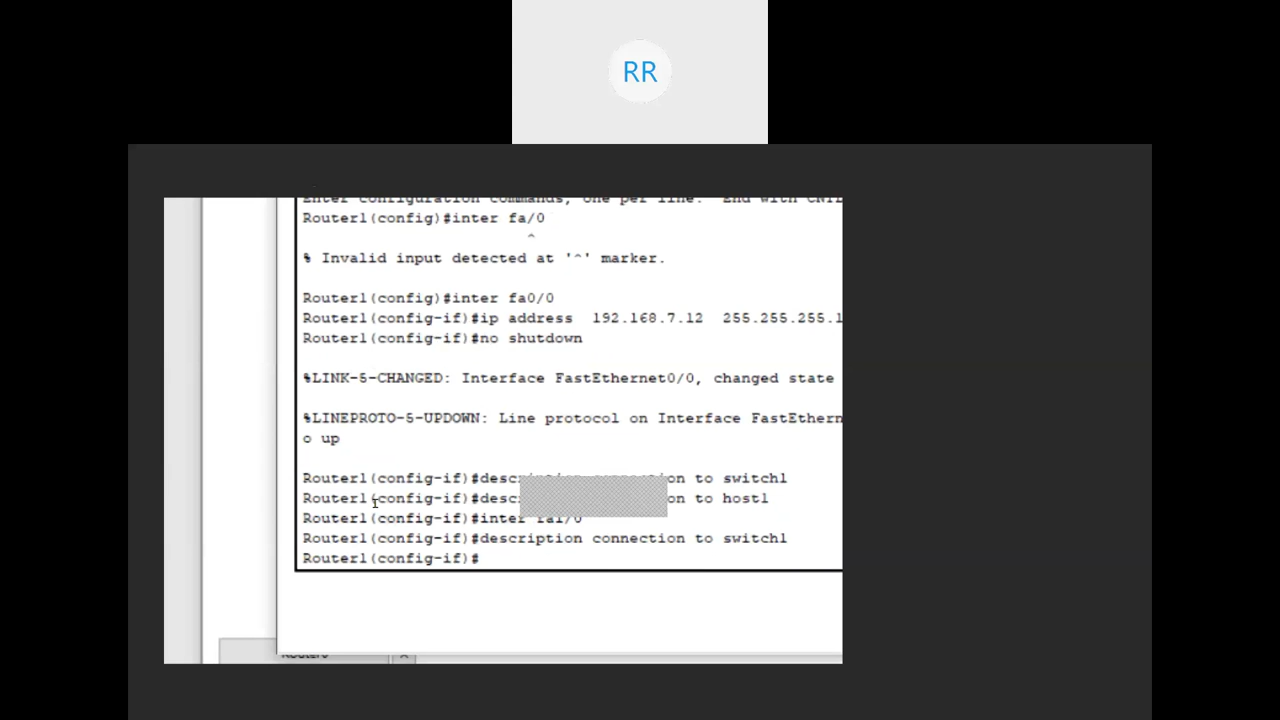 RR
Enter configuration commands, one per line. End with CNTL
Router1(config)#inter fa/0
^
% Invalid input detected at '^' marker.
Router1(config)#inter fa0/0
Router1(config-if)#ip address 192.168.7.12 255.255.255.1
Router1(config-if)#no shutdown
%LINK-5-CHANGED: Interface FastEthernet0/0, changed state
%LINEPROTO-5-UPDOWN: Line protocol on Interface FastEthern
o up
Router1(config-if)#description connection to switch1
Router1(config-if)#desc on to host1
Router1(config-if)#inter fa1/0
Router1(config-if)#description connection to switch1
Router1(config-if)#